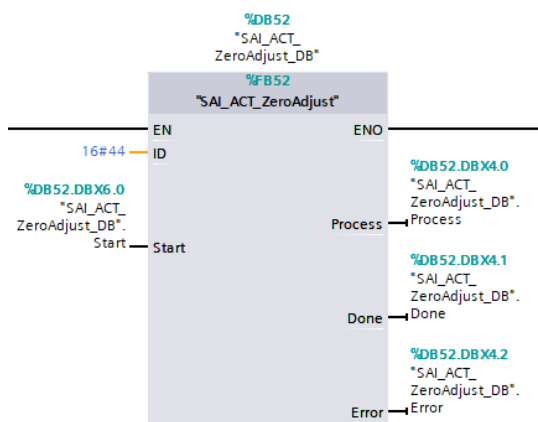 %DB52
"SAI_ACT_
ZeroAdjust_DB"
%FB52
"SAI_ACT_ZeroAdjust"
EN
ENO
16#44
ID
%DB52.DBX4.0
"SAI_ACT_
ZeroAdjust_DB".
Process
Process
%DB52.DBX6.0
"SAI_ACT_
ZeroAdjust_DB".
Start
Start
%DB52.DBX4.1
"SAI_ACT_
ZeroAdjust_DB".
Done
Done
%DB52.DBX4.2
"SAI_ACT_
ZeroAdjust_DB".
Error
Error